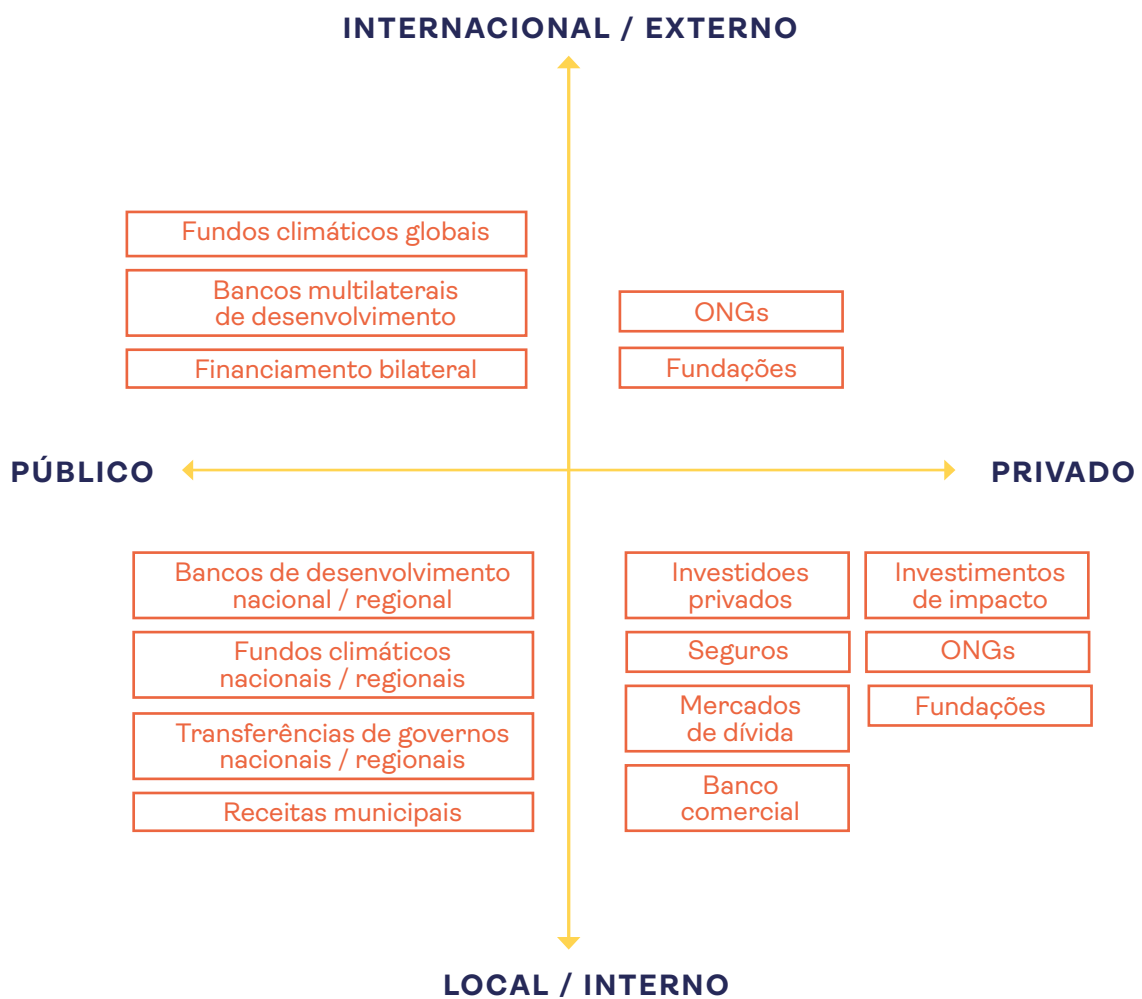 INTERNACIONAL / EXTERNO
Fundos climáticos globais
Bancos multilaterais
de desenvolvimento
Financiamento bilateral
ONGs
Fundações
PÚBLICO
PRIVADO
Bancos de desenvolvimento
nacional / regional
Fundos climáticos
nacionais / regionais
Transferências de governos
nacionais / regionais
Receitas municipais
Investidoes
privados
Seguros
Mercados
de dívida
Banco
comercial
Investimentos
de impacto
ONGs
Fundações
LOCAL / INTERNO